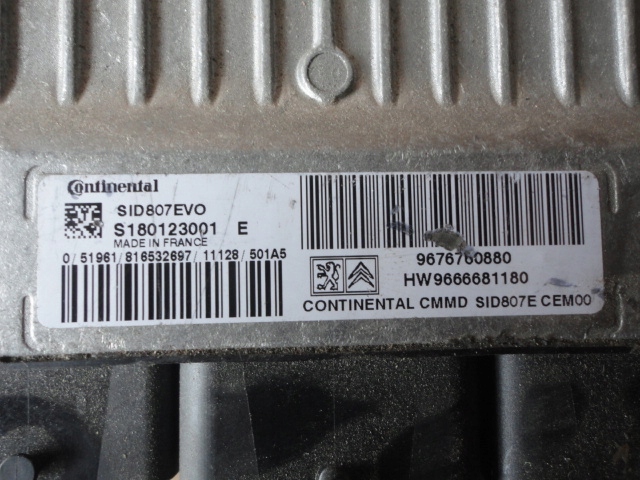 Continental
SID807EVO
S180123001 E
MADE IN FRANCE
0/51961/816532697/11128/501A5
9676760880
HW9666681180
CONTINENTAL CMMD SID807E CEM00